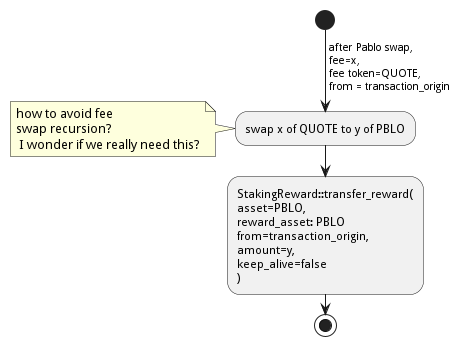 after Pablo swap,
fee=x,
fee token=QUOTE,
from = transaction_origin
how to avoid fee
swap recursion?
I wonder if we really need this?
swap x of QUOTE to y of PBLO
StakingReward::transfer_reward(
asset=PBLO,
reward_asset: PBLO
from=transaction_origin,
amount=y,
keep_alive=false
)